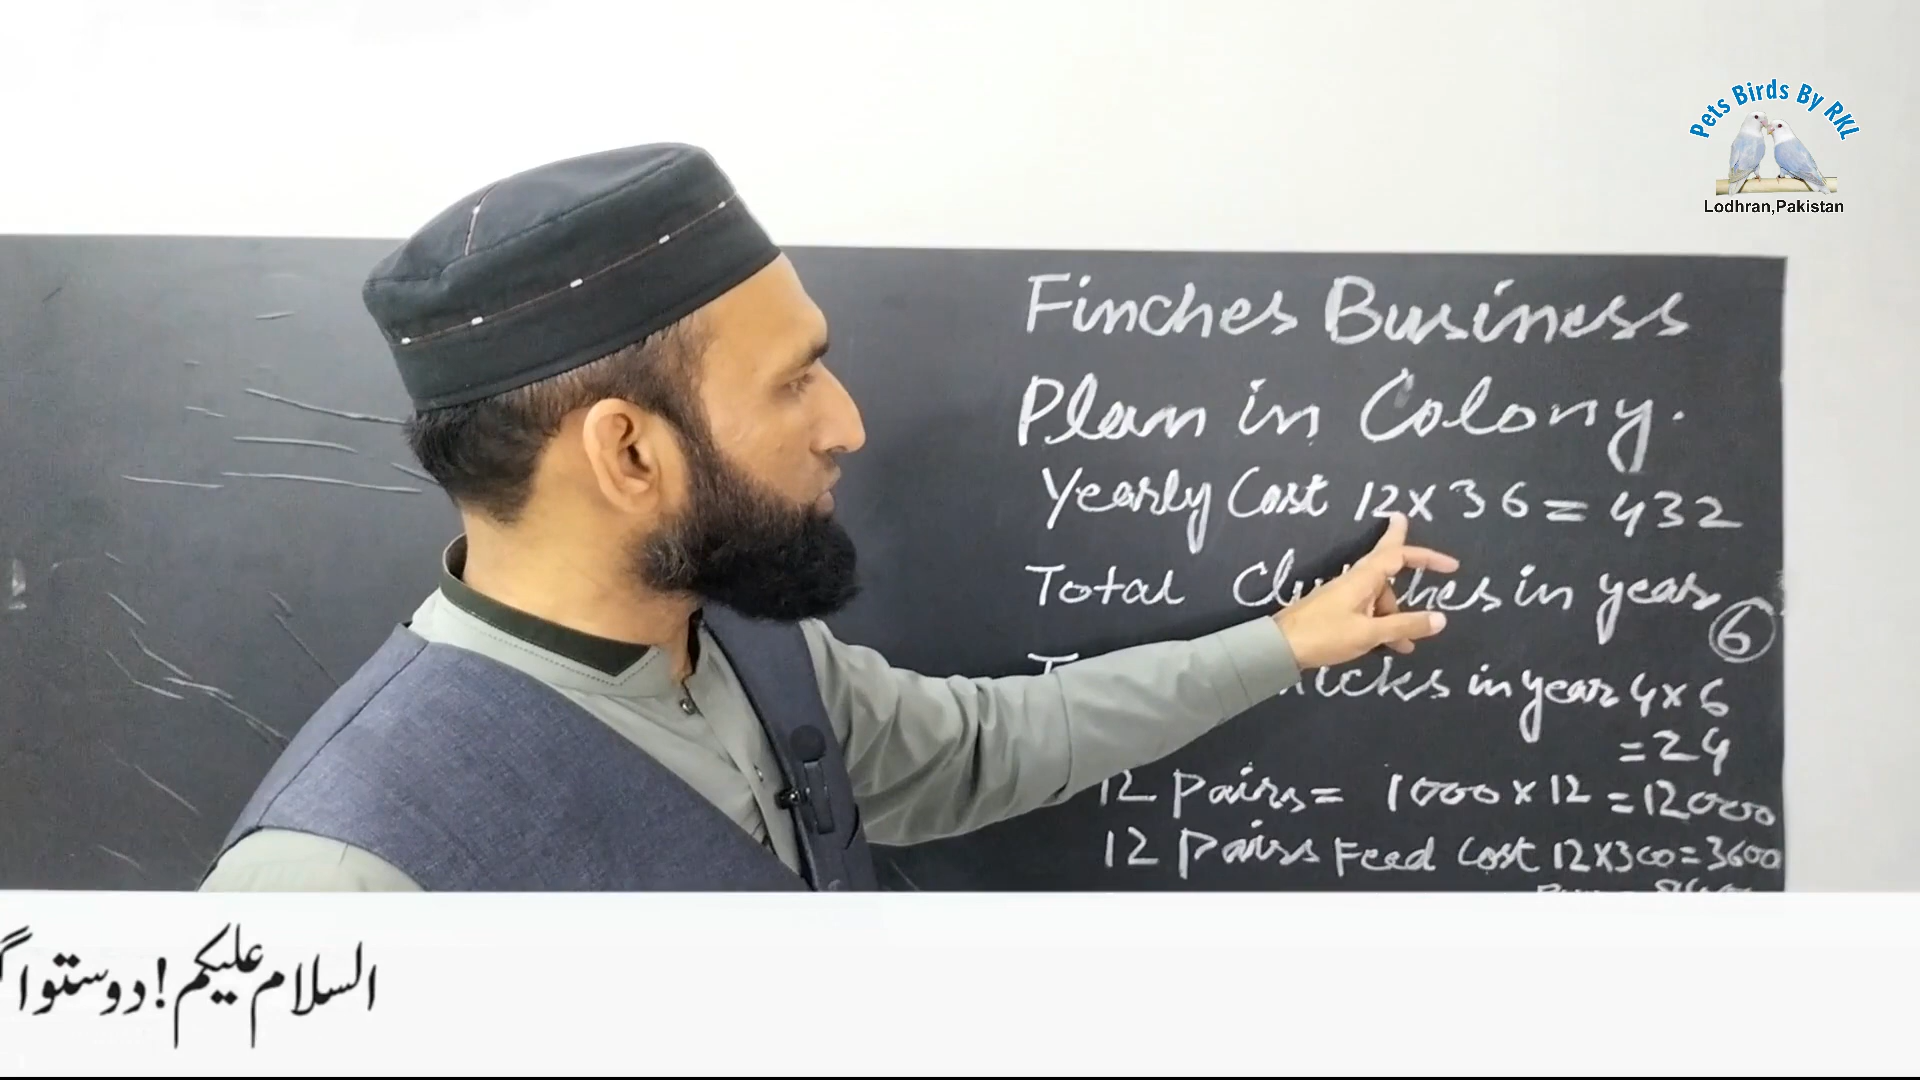 Pets Birds By RKL
Lodhran,Pakistan
Finches Business
Plan in Colony.
Yearly Cost 12x36=432
Total in year
6
in year 4x6
=24
12 Pairs= 1000x12=12000
12 Pairs Feed Cost 12x300=3600
السلام علیکم ! دوستو